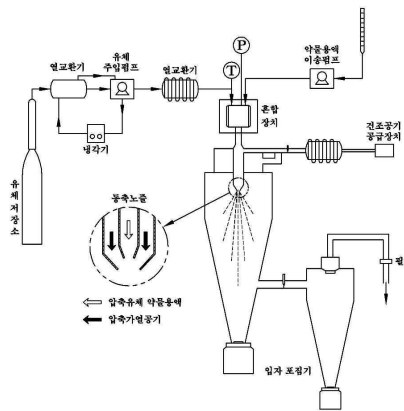 약물용액
이송펌프
유체
주입펌프
열교환기
열교환기
P
T
혼합
장치
건조공기
공급장치
냉각기
유체저장소
동축노즐
필
압축유체 약물용액
압축가열공기
입자 포집기